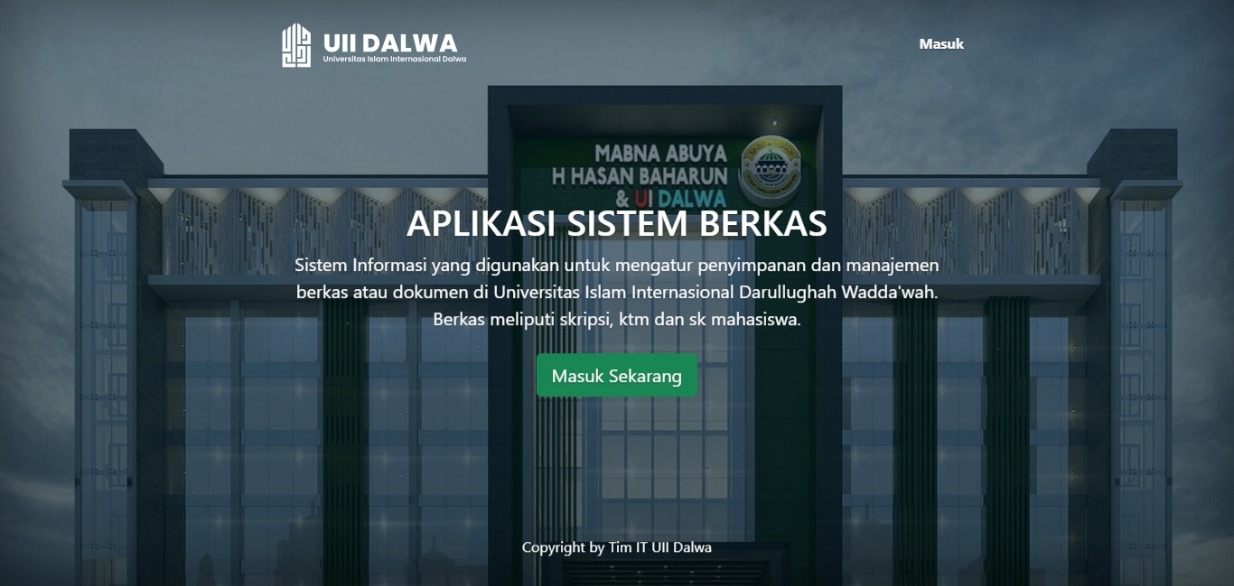 UII DALWA
Universitas Islam Internasional Dalwa
Masuk
MABNA ABUYA
H HASAN BAHARUN
& UI DALWA
APLIKASI SISTEM BERKAS
Sistem Informasi yang digunakan untuk mengatur penyimpanan dan manajemen
berkas atau dokumen di Universitas Islam Internasional Darullughah Wadda'wah.
Berkas meliputi skripsi, ktm dan sk mahasiswa.
Masuk Sekarang
Copyright by Tim IT UII Dalwa